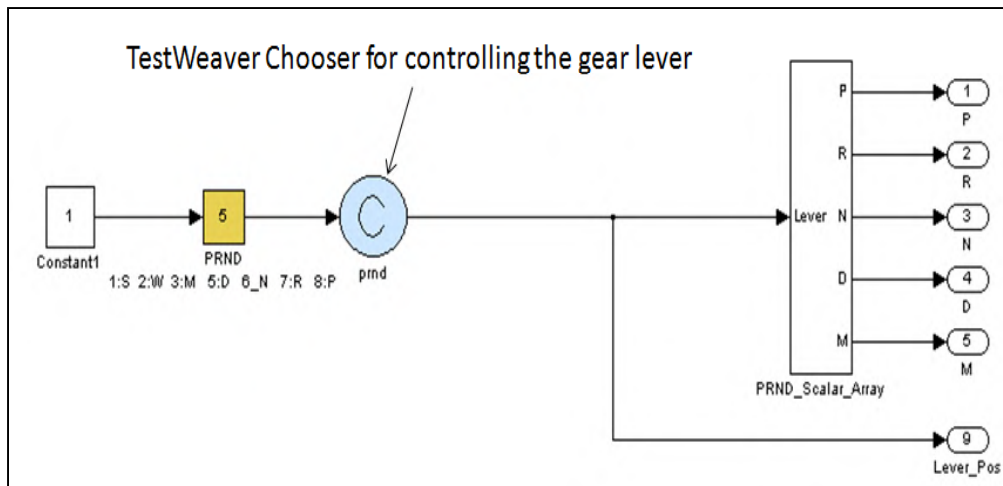 TestWeaver Chooser for controlling the gear lever
1
Constant1
5
PRND
1:S 2:W 3:M 5:D 6_N 7:R 8:P
C
prnd
Lever
P
R
N
D
M
PRND_Scalar_Array
1
P
2
R
3
N
4
D
5
M
9
Lever_Pos